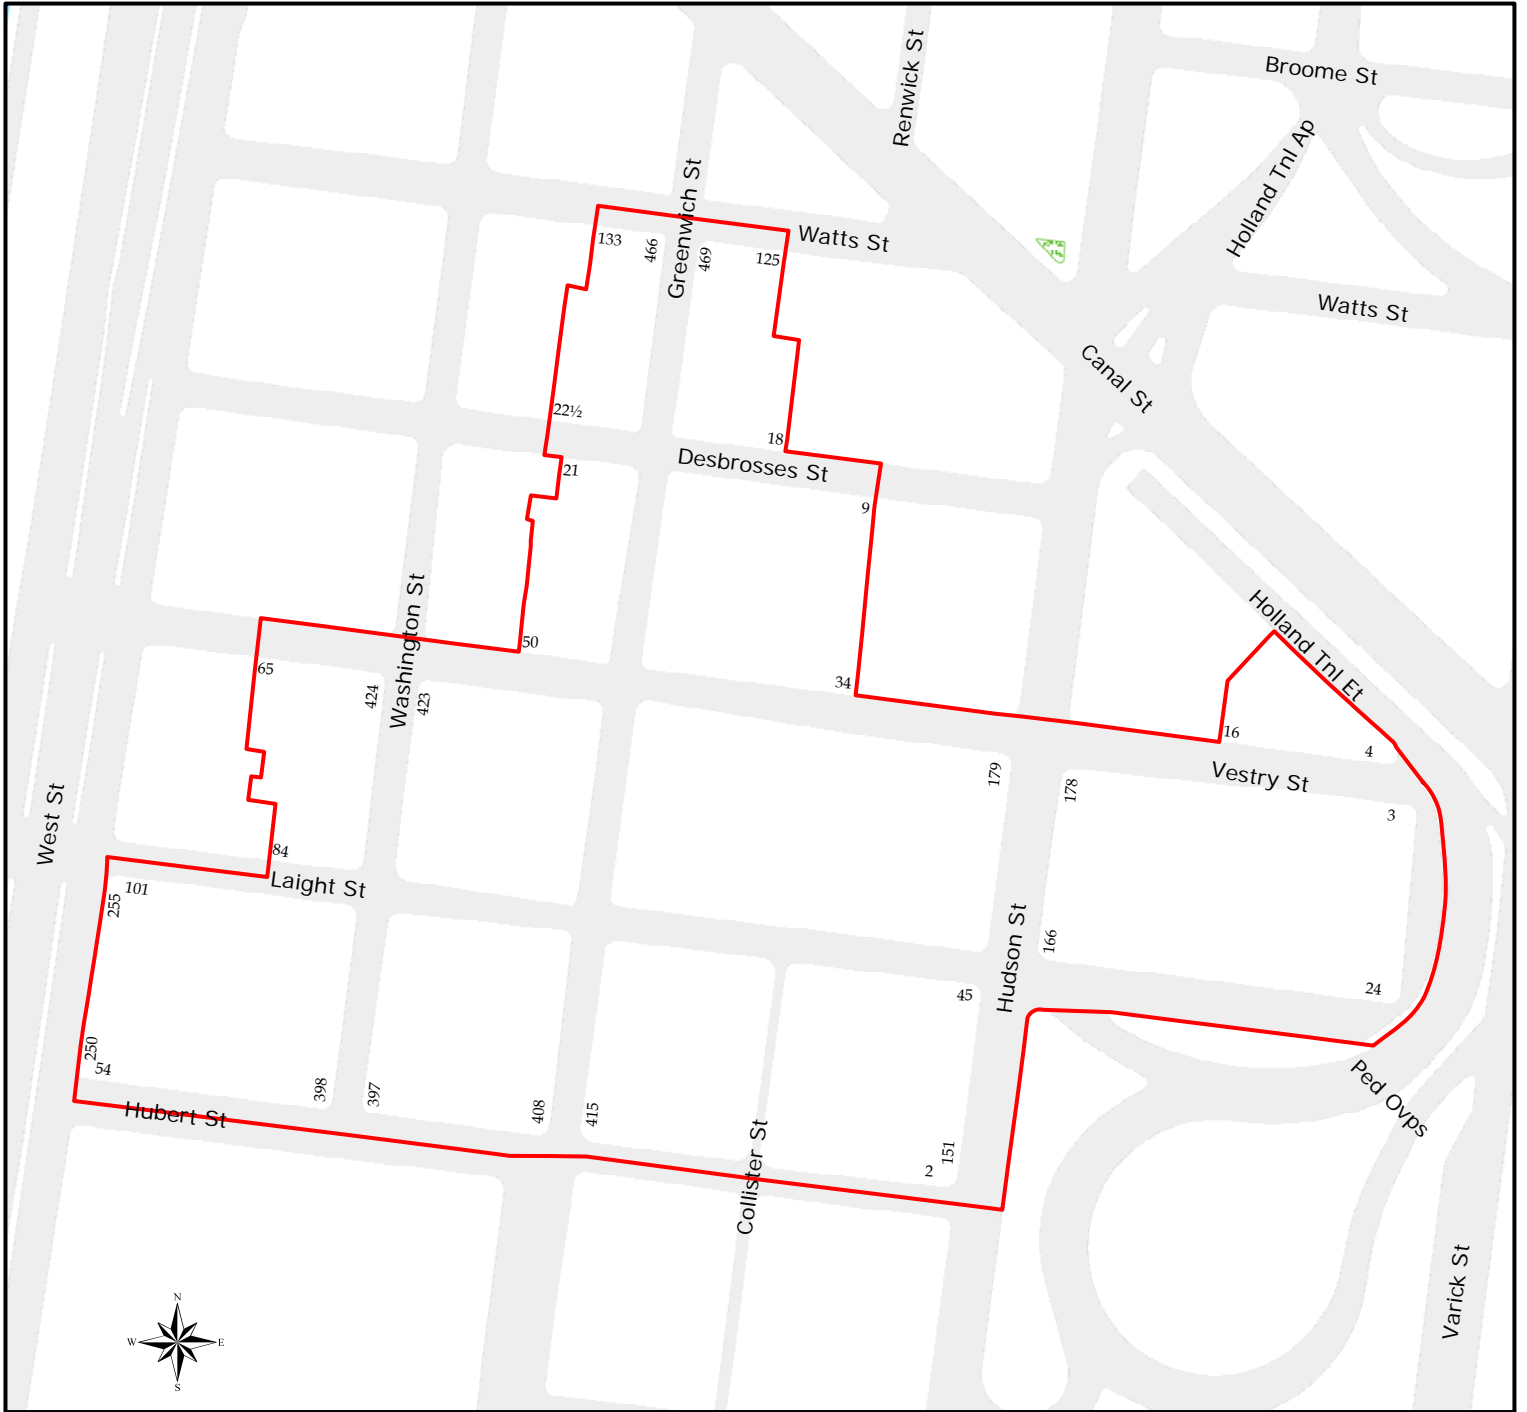 Renwick St
Broome St
Holland Tnl Ap
Greenwich St
Watts St
133
466
469
125
Watts St
Canal St
22½
18
Desbrosses St
21
9
Holland Tnl Et
Washington St
50
65
424
423
34
16
4
Vestry St
179
178
3
West St
84
Laight St
101
255
166
Hudson St
45
24
250
54
Hubert St
398
397
408
415
Collister St
151
2
Ped Ovps
Varick St
N
W
E
S